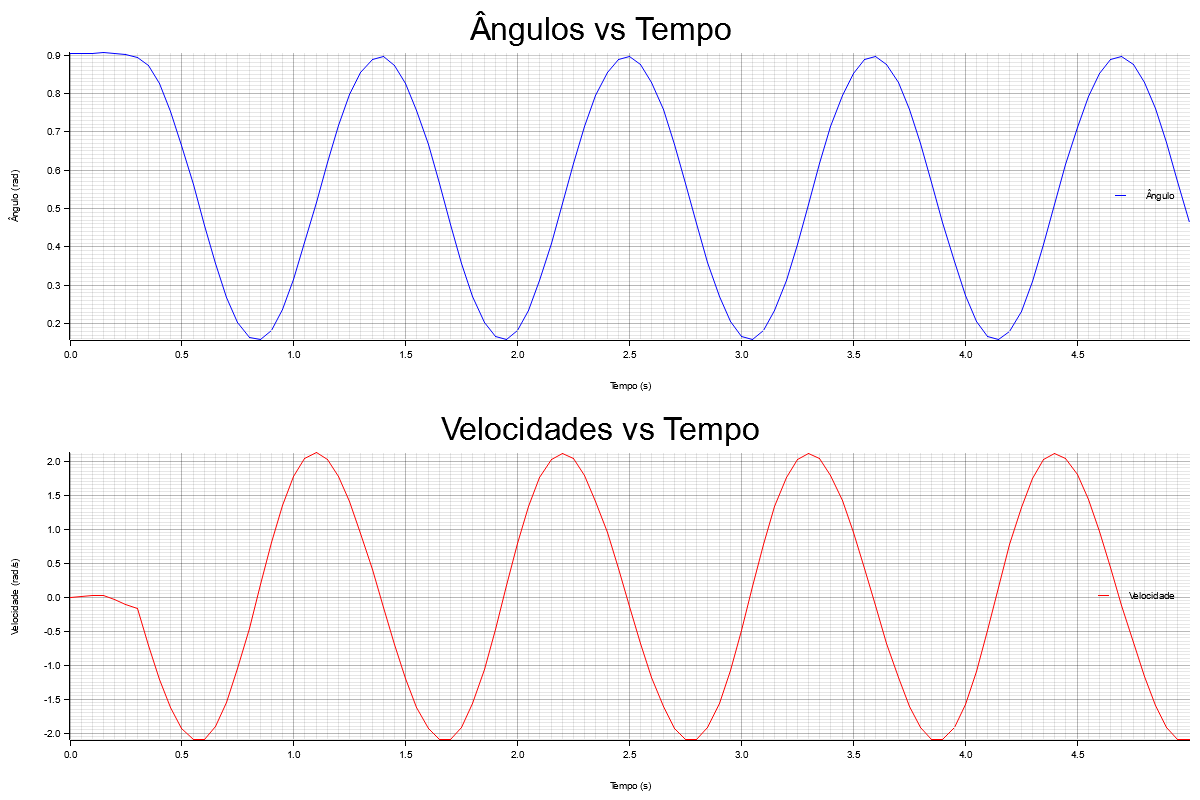 Ângulos vs Tempo
0.9
0.8
0.7
0.6
0.5
0.4
0.3
0.2
Ângulo (rad)
Ângulo
0.0 0.5 1.0 1.5 2.0 2.5 3.0 3.5 4.0 4.5
Tempo (s)
Velocidades vs Tempo
2.0
1.5
1.0
0.5
0.0
-0.5
-1.0
-1.5
-2.0
Velocidade (rad/s)
Velocidade
0.0 0.5 1.0 1.5 2.0 2.5 3.0 3.5 4.0 4.5
Tempo (s)